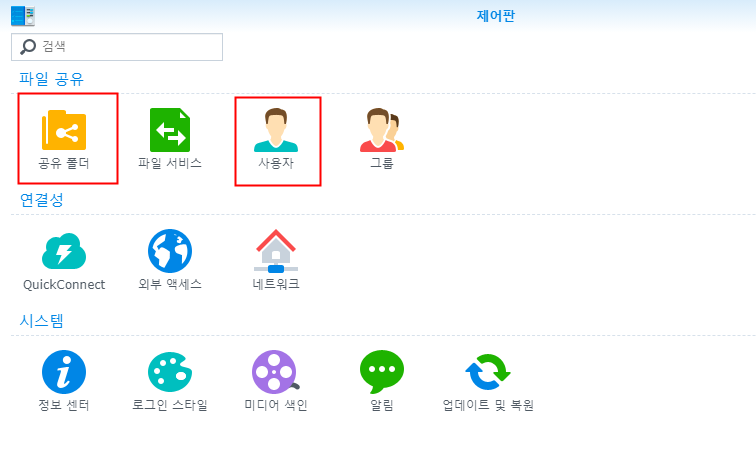 제어판
검색
파일 공유
공유 폴더
파일 서비스
사용자
그룹
연결성
QuickConnect
외부 액세스
네트워크
시스템
정보 센터
로그인 스타일
미디어 색인
알림
업데이트 및 복원